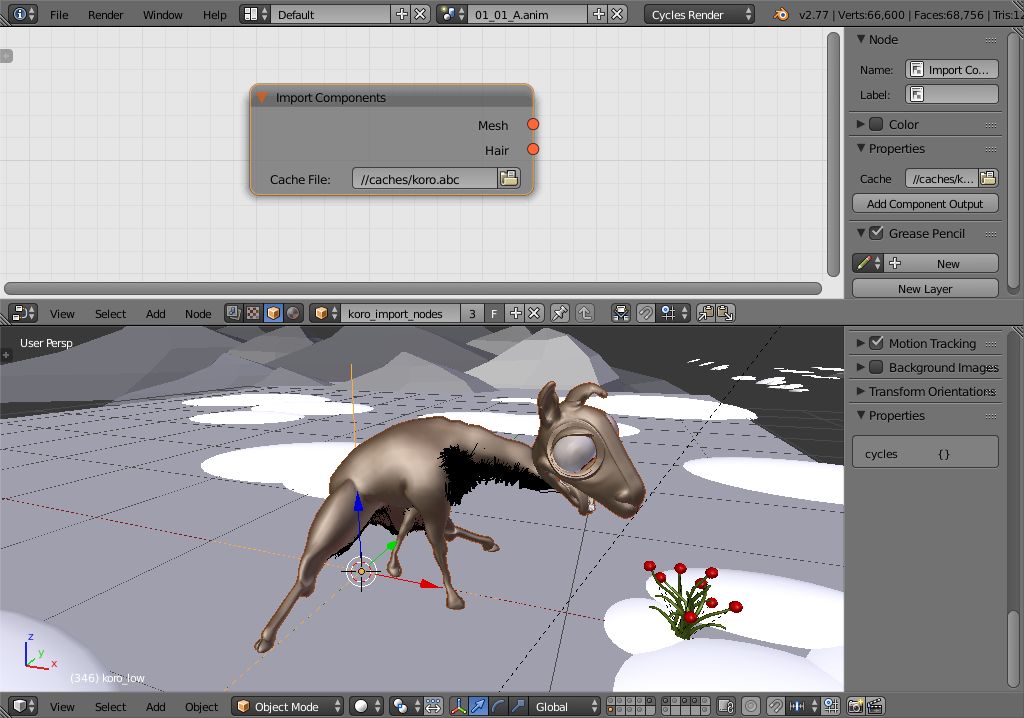 File Render Window Help Default 01_01_A.anim Cycles Render v2.77 | Verts:66,600 | Faces:68,756 | Tris:12
Import Components
Mesh
Hair
Cache File: //caches/koro.abc
Node
Name: Import Co...
Label:
Color
Properties
Cache //caches/k...
Add Component Output
Grease Pencil
New
New Layer
View Select Add Node koro_import_nodes 3 F
User Persp
Motion Tracking
Background Images
Transform Orientations
Properties
cycles {}
z
y
x
(346) koro_low
View Select Add Object Object Mode Global